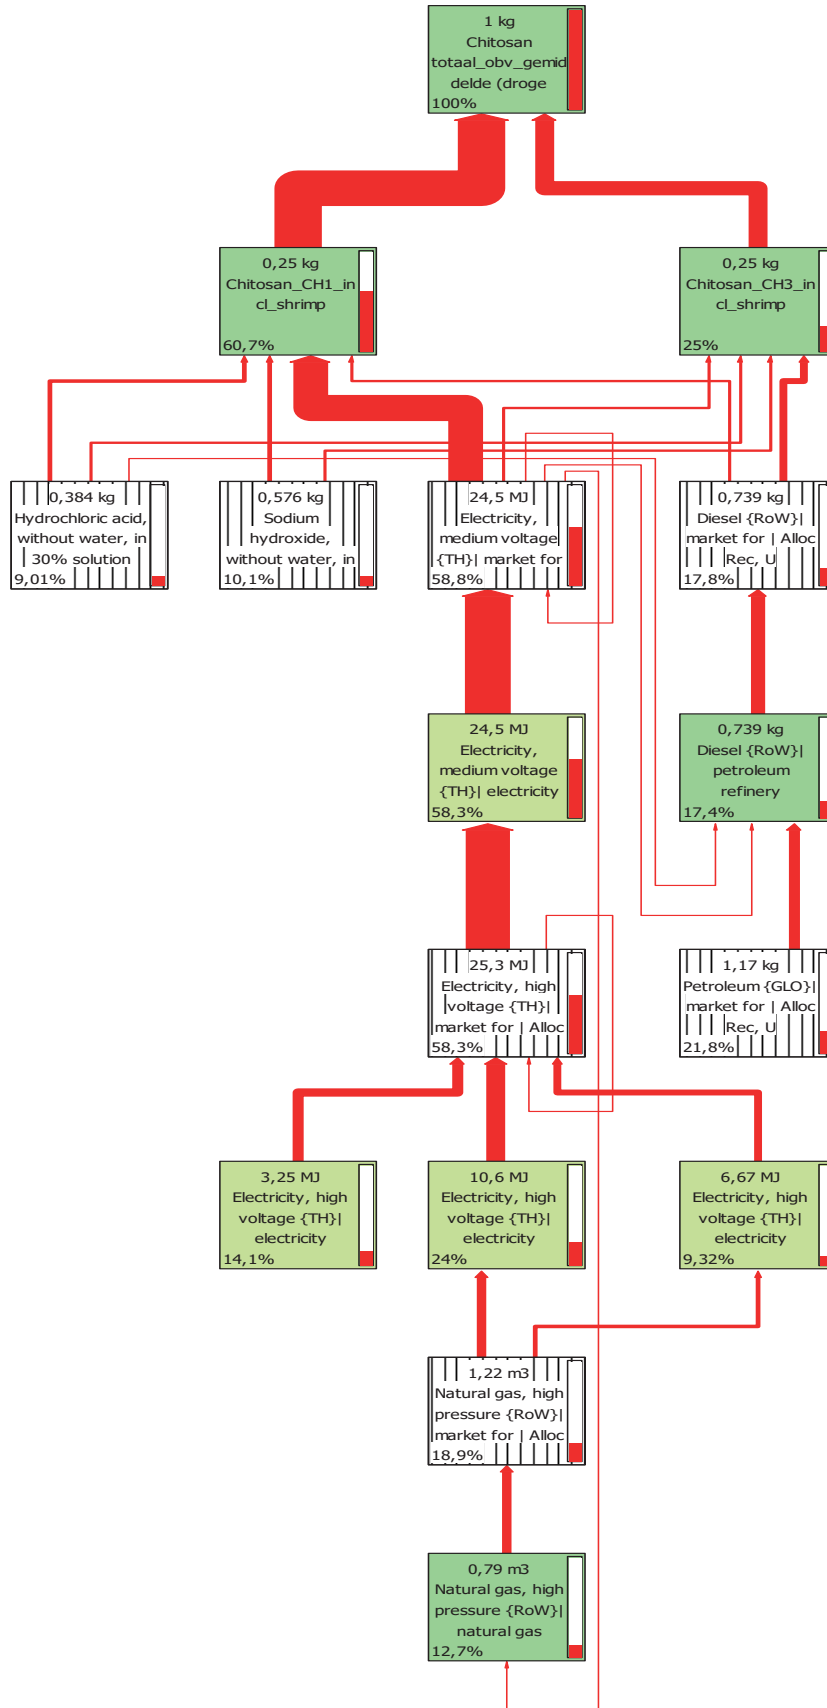 1 kg
Chitosan
totaal_obv_gemid
delde (droge
100%
0,25 kg
Chitosan_CH1_in
cl_shrimp
60,7%
0,25 kg
Chitosan_CH3_in
cl_shrimp
25%
0,384 kg
Hydrochloric acid,
without water, in
30% solution
9,01%
0,576 kg
Sodium
hydroxide,
without water, in
10,1%
24,5 MJ
Electricity,
medium voltage
{TH}| market for
58,8%
0,739 kg
Diesel {RoW}|
market for | Alloc
Rec, U
17,8%
24,5 MJ
Electricity,
medium voltage
{TH}| electricity
58,3%
0,739 kg
Diesel {RoW}|
petroleum
refinery
17,4%
25,3 MJ
Electricity, high
voltage {TH}|
market for | Alloc
58,3%
1,17 kg
Petroleum {GLO}|
market for | Alloc
Rec, U
21,8%
3,25 MJ
Electricity, high
voltage {TH}|
electricity
14,1%
10,6 MJ
Electricity, high
voltage {TH}|
electricity
24%
6,67 MJ
Electricity, high
voltage {TH}|
electricity
9,32%
1,22 m3
Natural gas, high
pressure {RoW}|
market for | Alloc
18,9%
0,79 m3
Natural gas, high
pressure {RoW}|
natural gas
12,7%